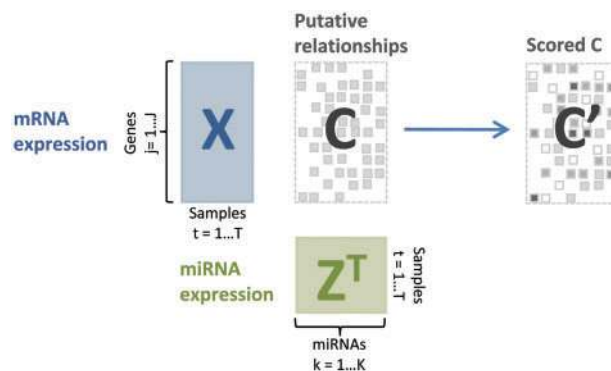 Putative
relationships
Scored C
mRNA
expression
Genes
j= 1...J
X
C
C'
Samples
t = 1...T
miRNA
expression
Z^T
Samples
t = 1...T
miRNAs
k = 1...K